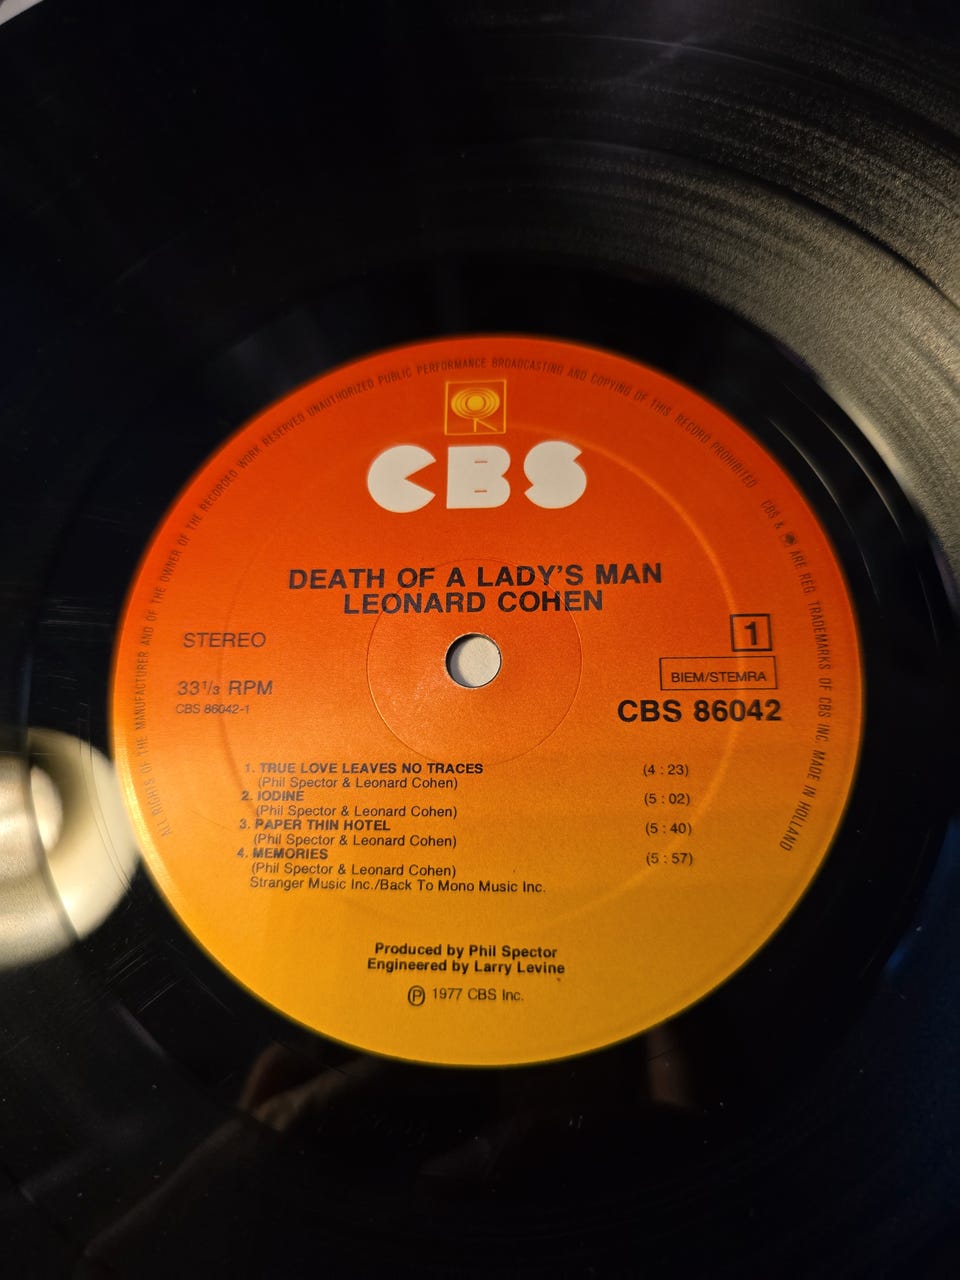 ALL RIGHTS OF THE MANUFACTURER AND OF THE OWNER OF THE RECORDED WORK RESERVED UNAUTHORIZED PUBLIC PERFORMANCE BROADCASTING AND COPYING OF THIS RECORD PROHIBITED
CBS & ARE REG. TRADEMARKS OF CBS INC. MADE IN HOLLAND
CBS
DEATH OF A LADY'S MAN
LEONARD COHEN
STEREO
1
BIEM/STEMRA
33⅓ RPM
CBS 86042
CBS 86042-1
1. TRUE LOVE LEAVES NO TRACES (4 : 23)
(Phil Spector & Leonard Cohen)
2. IODINE (5 : 02)
(Phil Spector & Leonard Cohen)
3. PAPER THIN HOTEL (5 : 40)
(Phil Spector & Leonard Cohen)
4. MEMORIES (5 : 57)
(Phil Spector & Leonard Cohen)
Stranger Music Inc./Back To Mono Music Inc.
Produced by Phil Spector
Engineered by Larry Levine
Ⓟ 1977 CBS Inc.